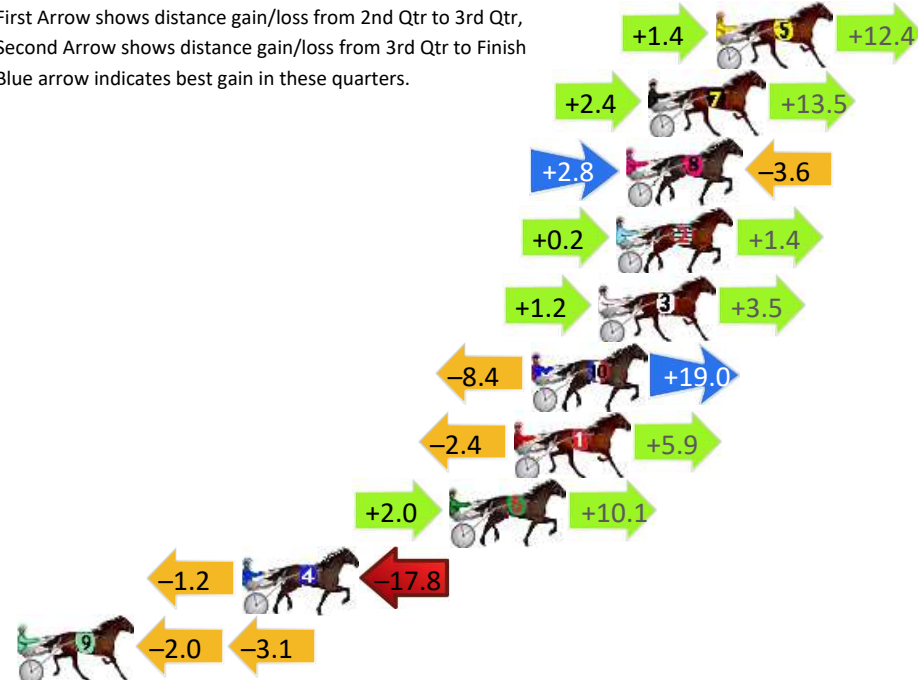 First Arrow shows distance gain/loss from 2nd Qtr to 3rd Qtr,
Second Arrow shows distance gain/loss from 3rd Qtr to Finish
Blue arrow indicates best gain in these quarters.
+1.4 5 +12.4
+2.4 7 +13.5
+2.8 8 –3.6
+0.2 2 +1.4
+1.2 3 +3.5
–8.4 10 +19.0
–2.4 1 +5.9
+2.0 6 +10.1
–1.2 4 –17.8
9 –2.0 –3.1